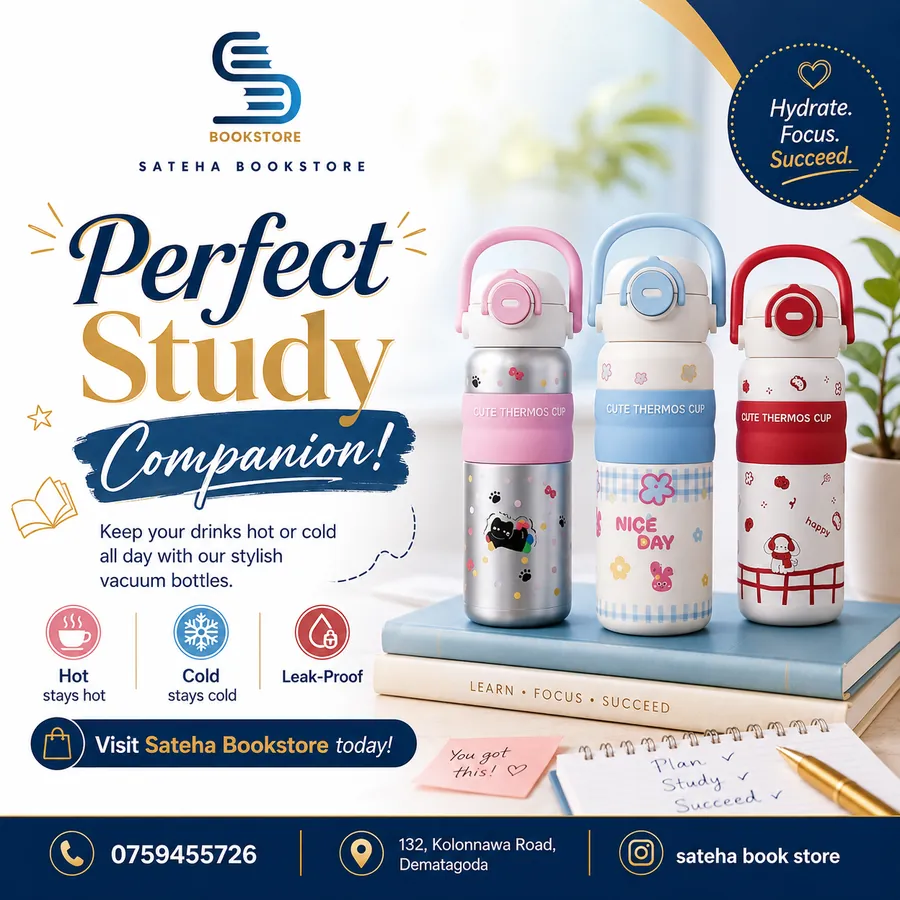 BOOKSTORE
SATEHA BOOKSTORE
Hydrate.
Focus.
Succeed.
Perfect
Study
Companion!
Keep your drinks hot or cold
all day with our stylish
vacuum bottles.
Hot
stays hot
Cold
stays cold
Leak-Proof
Visit Sateha Bookstore today!
CUTE THERMOS CUP
CUTE THERMOS CUP
NICE
DAY
CUTE THERMOS CUP
happy
LEARN • FOCUS • SUCCEED
You got
this! ♡
Plan ✓
Study ✓
Succeed ✓
0759455726
132, Kolonnawa Road,
Dematagoda
sateha book store